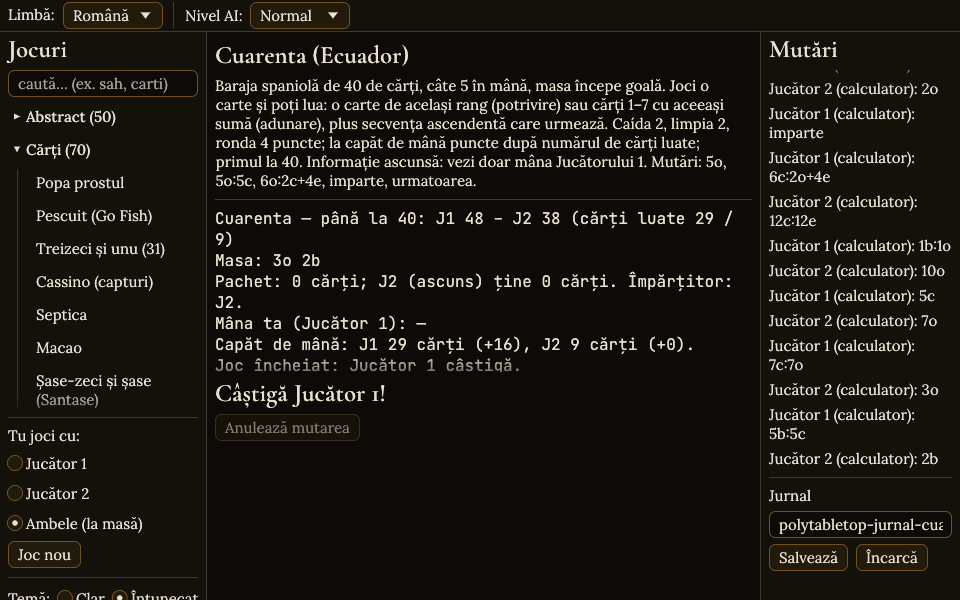 Limbă:
Română
Nivel AI:
Normal
Jocuri
caută... (ex. sah, carti)
Abstract (50)
Cărți (70)
Popa prostul
Pescuit (Go Fish)
Treizeci și unu (31)
Cassino (capturi)
Septica
Macao
Șase-zeci și șase
(Santase)
Tu joci cu:
Jucător 1
Jucător 2
Ambele (la masă)
Joc nou
Temă:
Clar
Întunecat
Cuarenta (Ecuador)
Baraja spaniolă de 40 de cărți, câte 5 în mână, masa începe goală. Joci o
carte și poți lua: o carte de același rang (potrivire) sau cărți 1–7 cu aceeași
sumă (adunare), plus secvența ascendentă care urmează. Caída 2, limpia 2,
ronda 4 puncte; la capăt de mână puncte după numărul de cărți luate;
primul la 40. Informație ascunsă: vezi doar mâna Jucătorului 1. Mutări: 5o,
5o:5c, 6o:2c+4e, imparte, urmatoarea.
Cuarenta — până la 40: J1 48 – J2 38 (cărți luate 29 /
9)
Masa: 3o 2b
Pachet: 0 cărți; J2 (ascuns) ține 0 cărți. Împărțitor:
J2.
Mâna ta (Jucător 1): —
Capăt de mână: J1 29 cărți (+16), J2 9 cărți (+0).
Joc încheiat: Jucător 1 câstigă.
Câștigă Jucător 1!
Anulează mutarea
Mutări
Jucător 2 (calculator): 2o
Jucător 1 (calculator):
imparte
Jucător 1 (calculator):
6c:2o+4e
Jucător 2 (calculator):
12c:12e
Jucător 1 (calculator): 1b:1o
Jucător 2 (calculator): 10o
Jucător 1 (calculator): 5c
Jucător 2 (calculator): 7o
Jucător 1 (calculator):
7c:7o
Jucător 2 (calculator): 3o
Jucător 1 (calculator):
5b:5c
Jucător 2 (calculator): 2b
Jurnal
polytabletop-jurnal-cua
Salvează
Încarcă